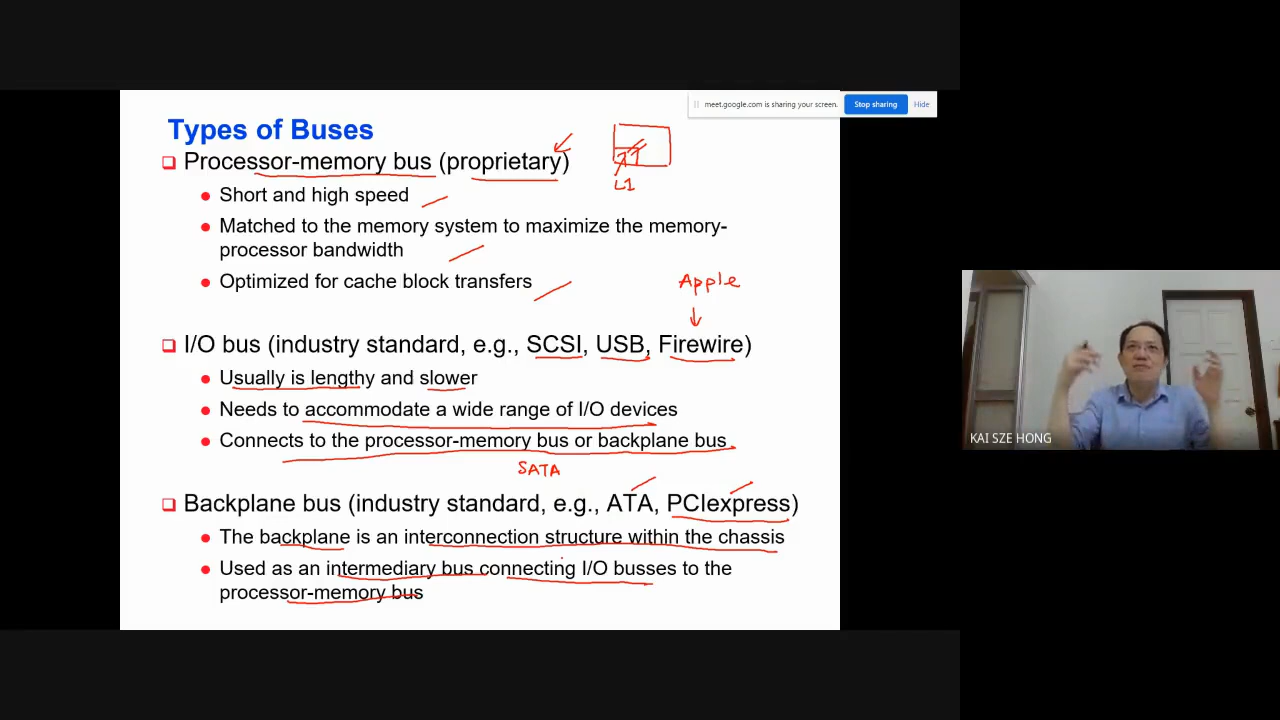 meet.google.com is sharing your screen.
Stop sharing
Hide
Types of Buses
Processor-memory bus (proprietary)
L1
Short and high speed
Matched to the memory system to maximize the memory-
processor bandwidth
Optimized for cache block transfers
Apple
I/O bus (industry standard, e.g., SCSI, USB, Firewire)
Usually is lengthy and slower
Needs to accommodate a wide range of I/O devices
Connects to the processor-memory bus or backplane bus
SATA
Backplane bus (industry standard, e.g., ATA, PCIexpress)
The backplane is an interconnection structure within the chassis
Used as an intermediary bus connecting I/O busses to the
processor-memory bus
KAI SZE HONG